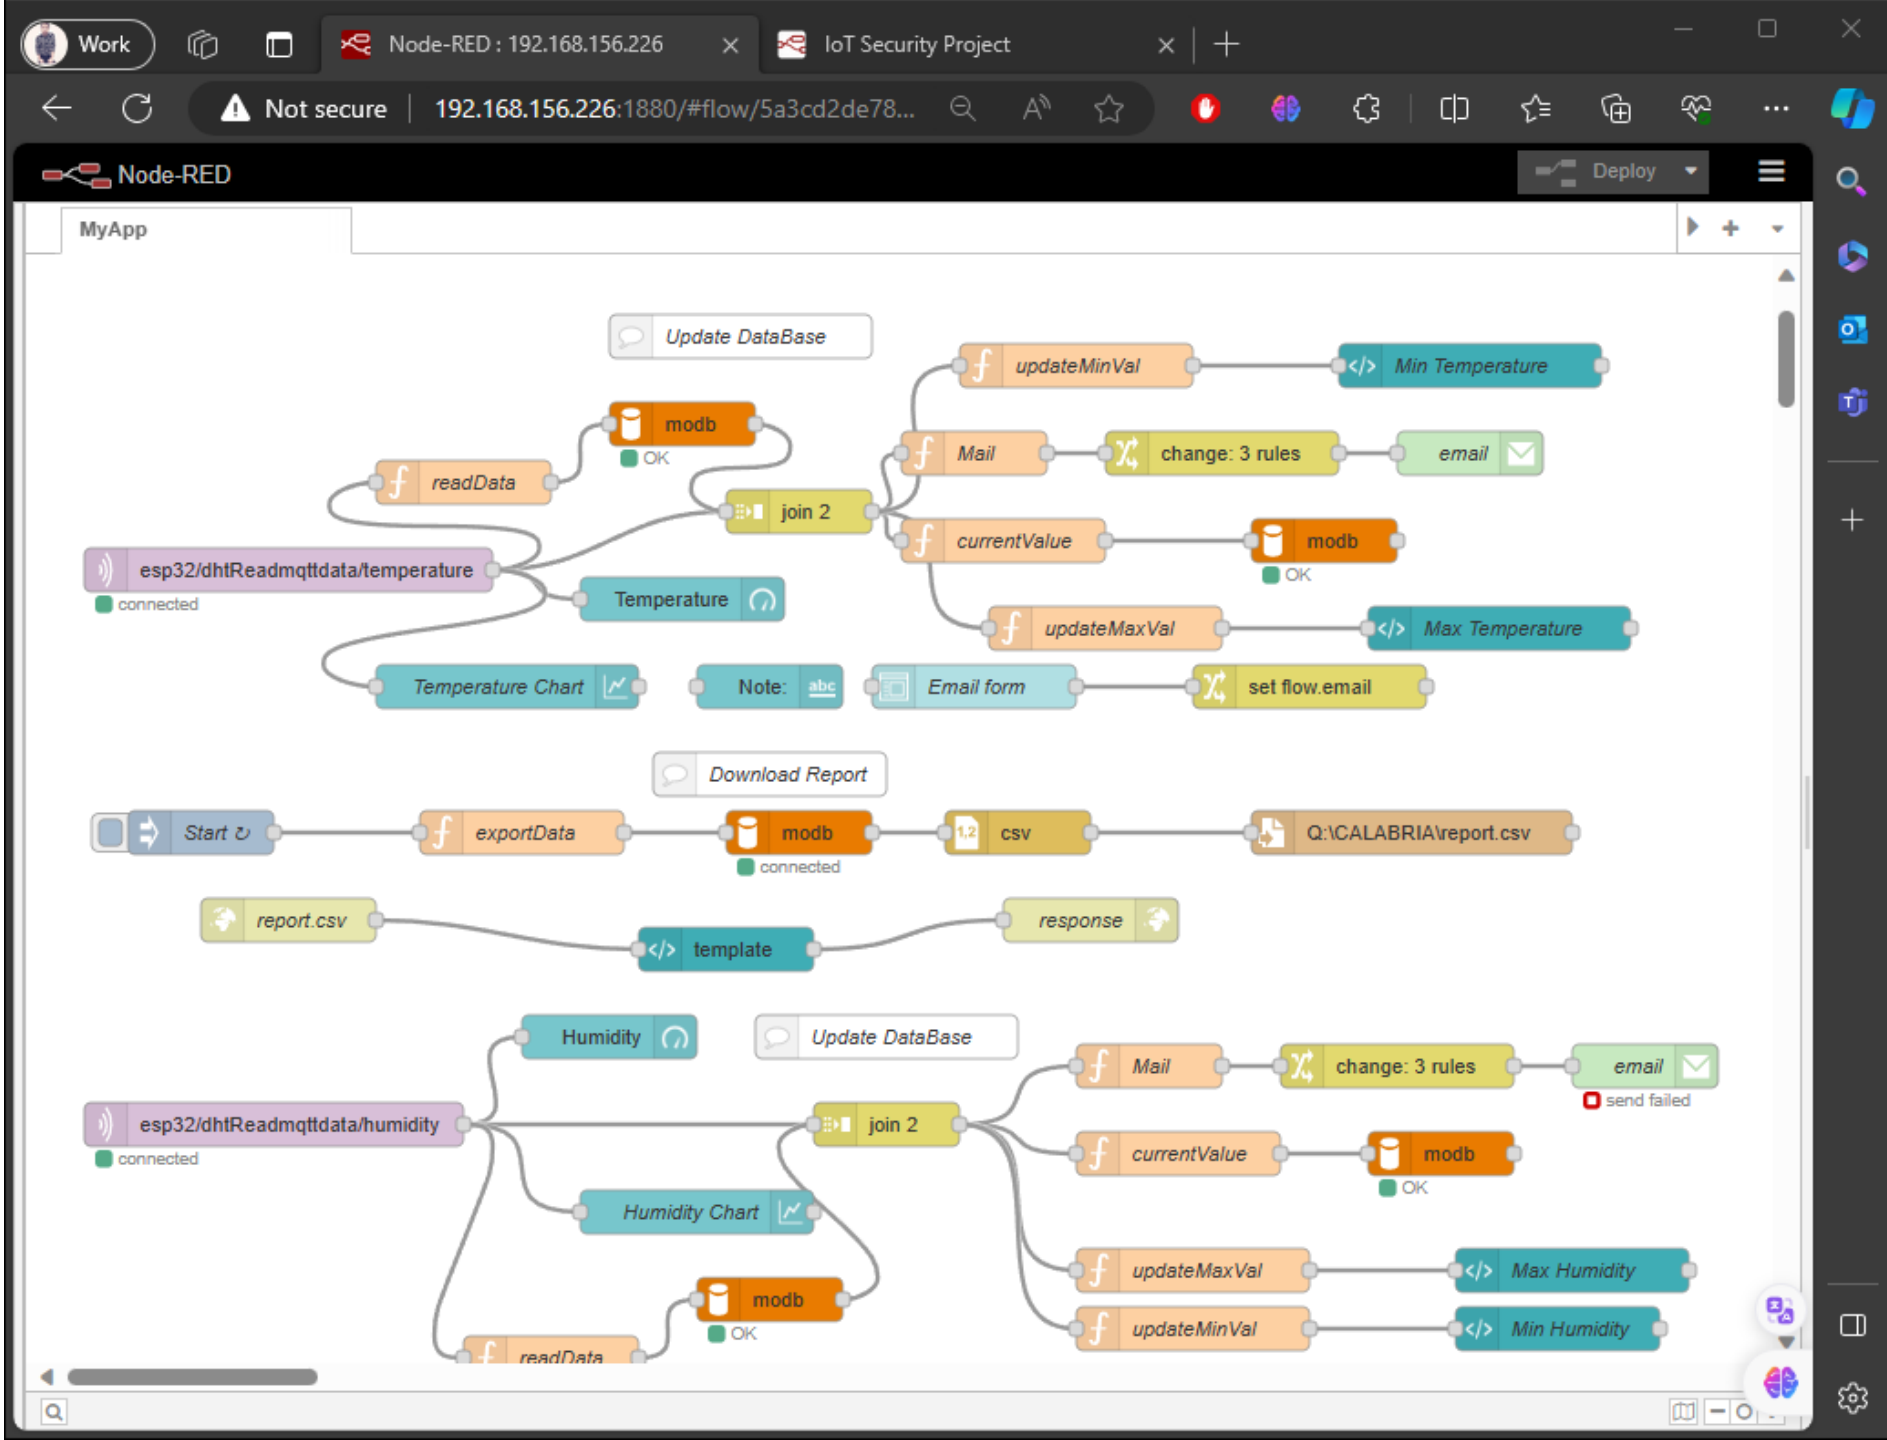 Work
Node-RED : 192.168.156.226
IoT Security Project
Not secure
192.168.156.226:1880/#flow/5a3cd2de78...
Node-RED
Deploy
MyApp
Update DataBase
updateMinVal
Min Temperature
modb
OK
Mail
change: 3 rules
email
readData
join 2
currentValue
modb
OK
esp32/dhtReadmqttdata/temperature
connected
Temperature
updateMaxVal
Max Temperature
Temperature Chart
Note:
abc
Email form
set flow.email
Download Report
Start ↻
exportData
modb
connected
1,2
csv
Q:\CALABRIA\report.csv
report.csv
template
response
Humidity
Update DataBase
Mail
change: 3 rules
email
send failed
esp32/dhtReadmqttdata/humidity
connected
join 2
currentValue
modb
OK
Humidity Chart
updateMaxVal
Max Humidity
modb
OK
updateMinVal
Min Humidity
readData